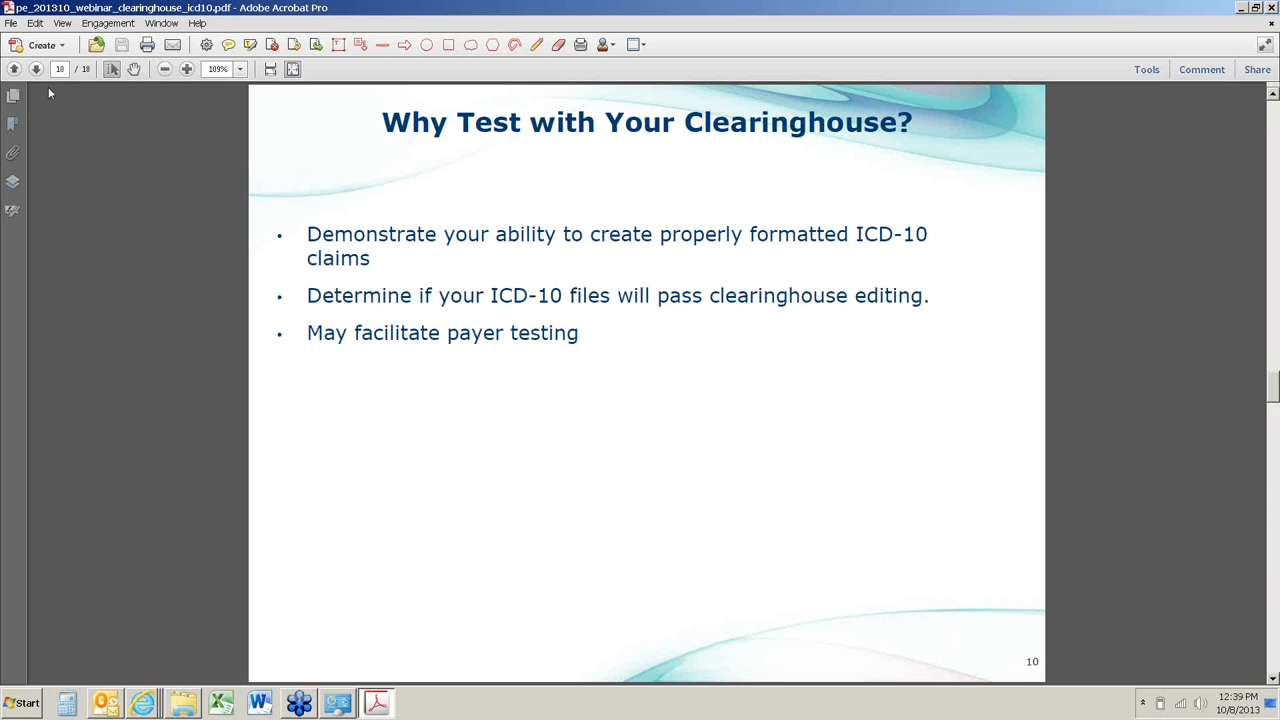 pe_201310_webinar_clearinghouse_icd10.pdf - Adobe Acrobat Pro
File Edit View Engagement Window Help
Create
10 / 18 109% Tools Comment Share
Why Test with Your Clearinghouse?
• Demonstrate your ability to create properly formatted ICD-10
claims
• Determine if your ICD-10 files will pass clearinghouse editing.
• May facilitate payer testing
10
Start
12:39 PM
10/8/2013